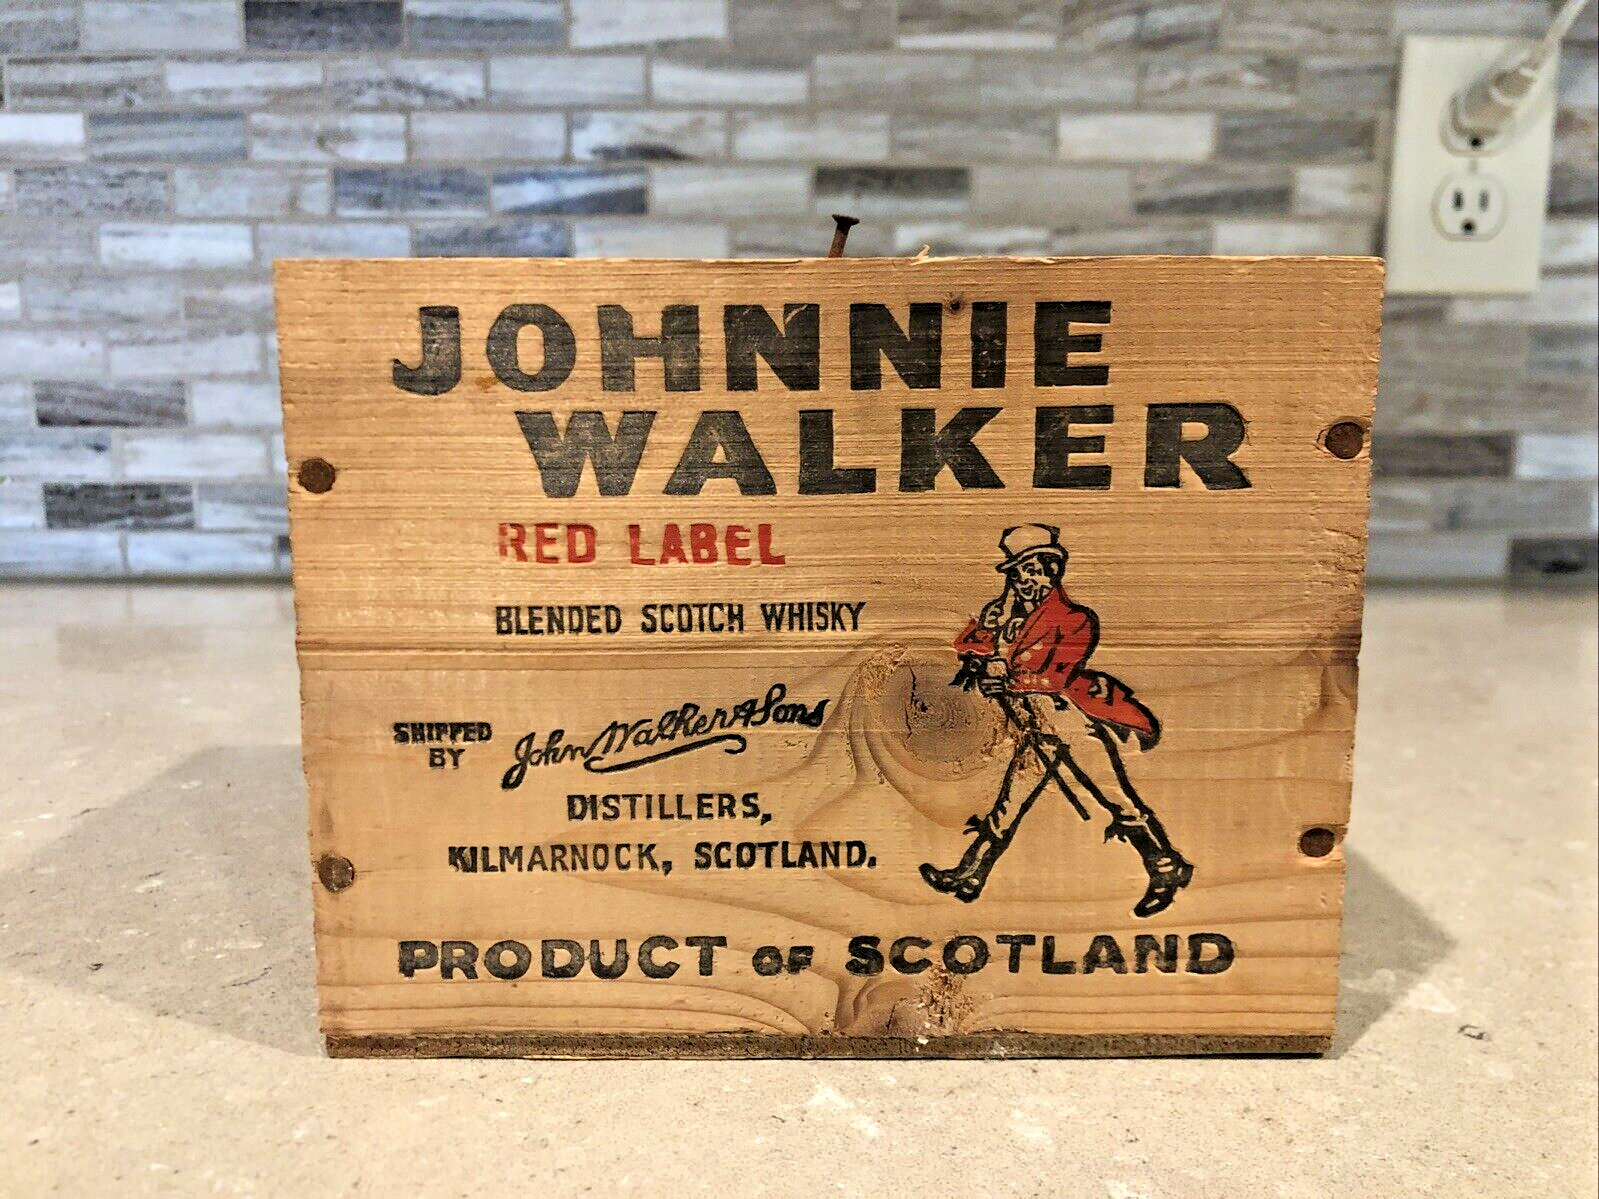 JOHNNIE
WALKER
RED LABEL
BLENDED SCOTCH WHISKY
SHIPPED
BY
John Walker & Sons
DISTILLERS,
KILMARNOCK, SCOTLAND.
PRODUCT OF SCOTLAND